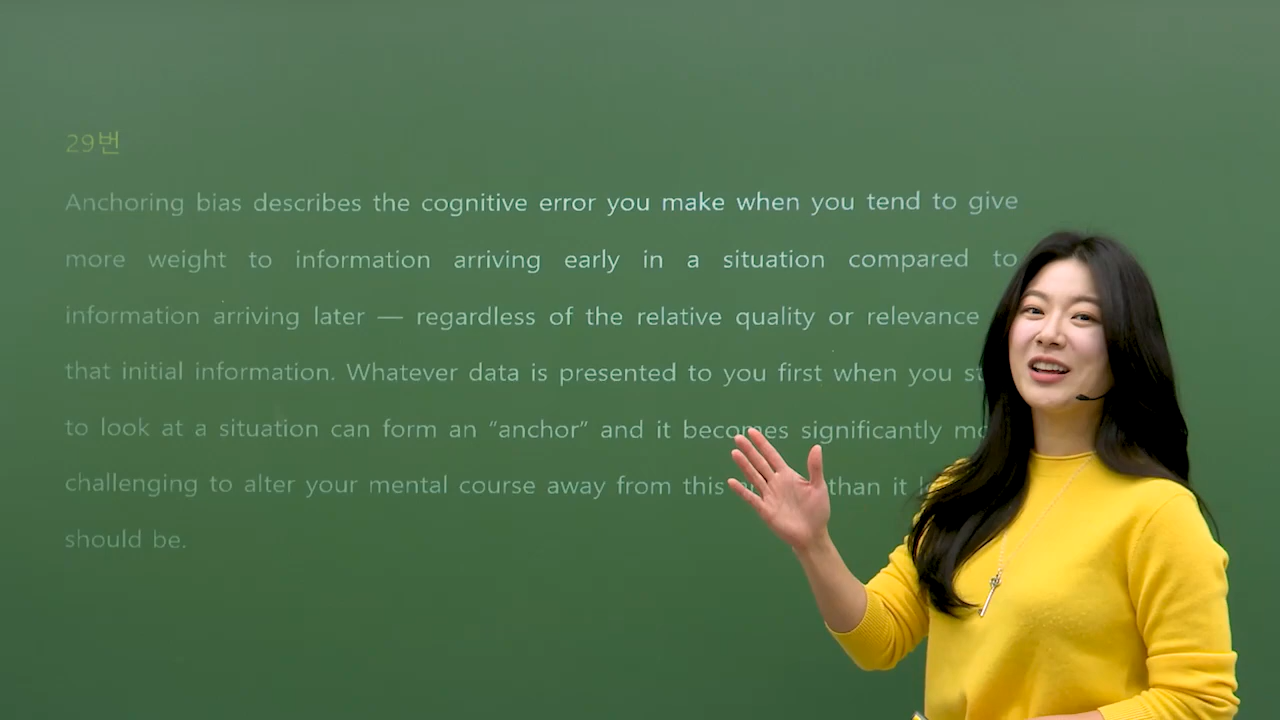 29번
Anchoring bias describes the cognitive error you make when you tend to give
more weight to information arriving early in a situation compared to
information arriving later — regardless of the relative quality or relevance
that initial information. Whatever data is presented to you first when you
to look at a situation can form an “anchor” and it becomes significantly
challenging to alter your mental course away from this than it
should be.